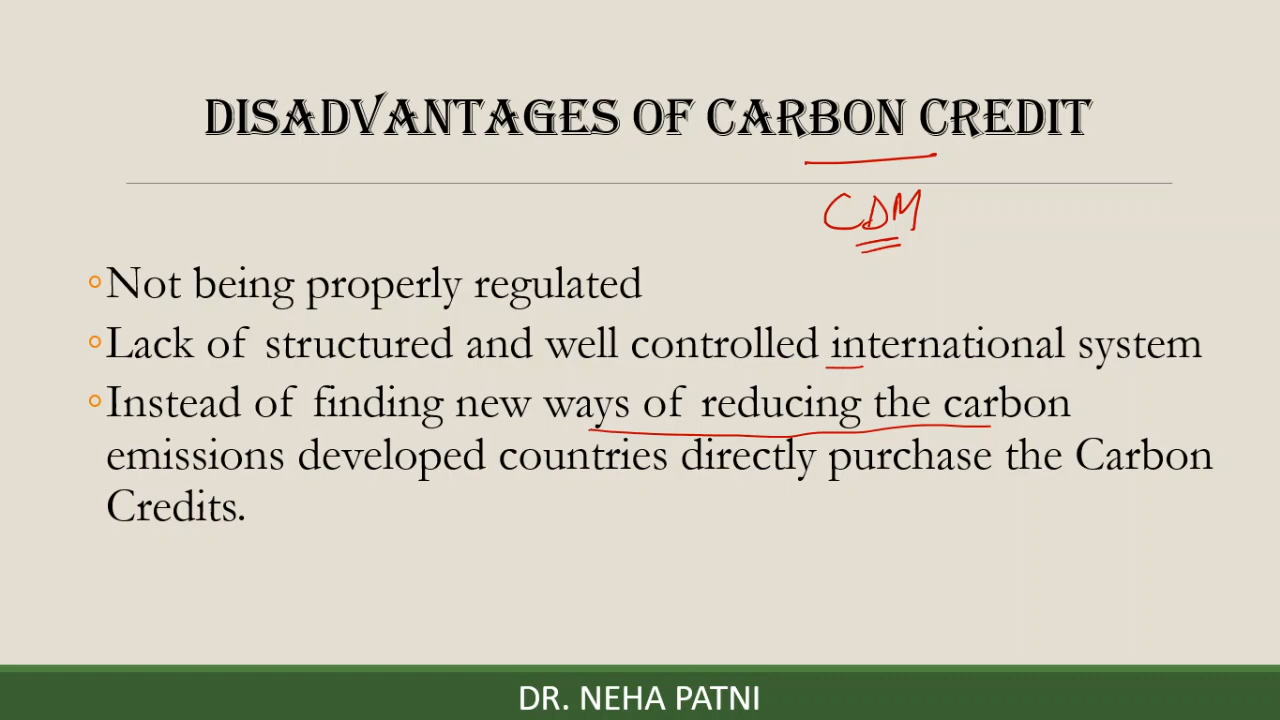 DISADVANTAGES OF CARBON CREDIT
CDM
Not being properly regulated
Lack of structured and well controlled international system
Instead of finding new ways of reducing the carbon
emissions developed countries directly purchase the Carbon
Credits.
DR. NEHA PATNI